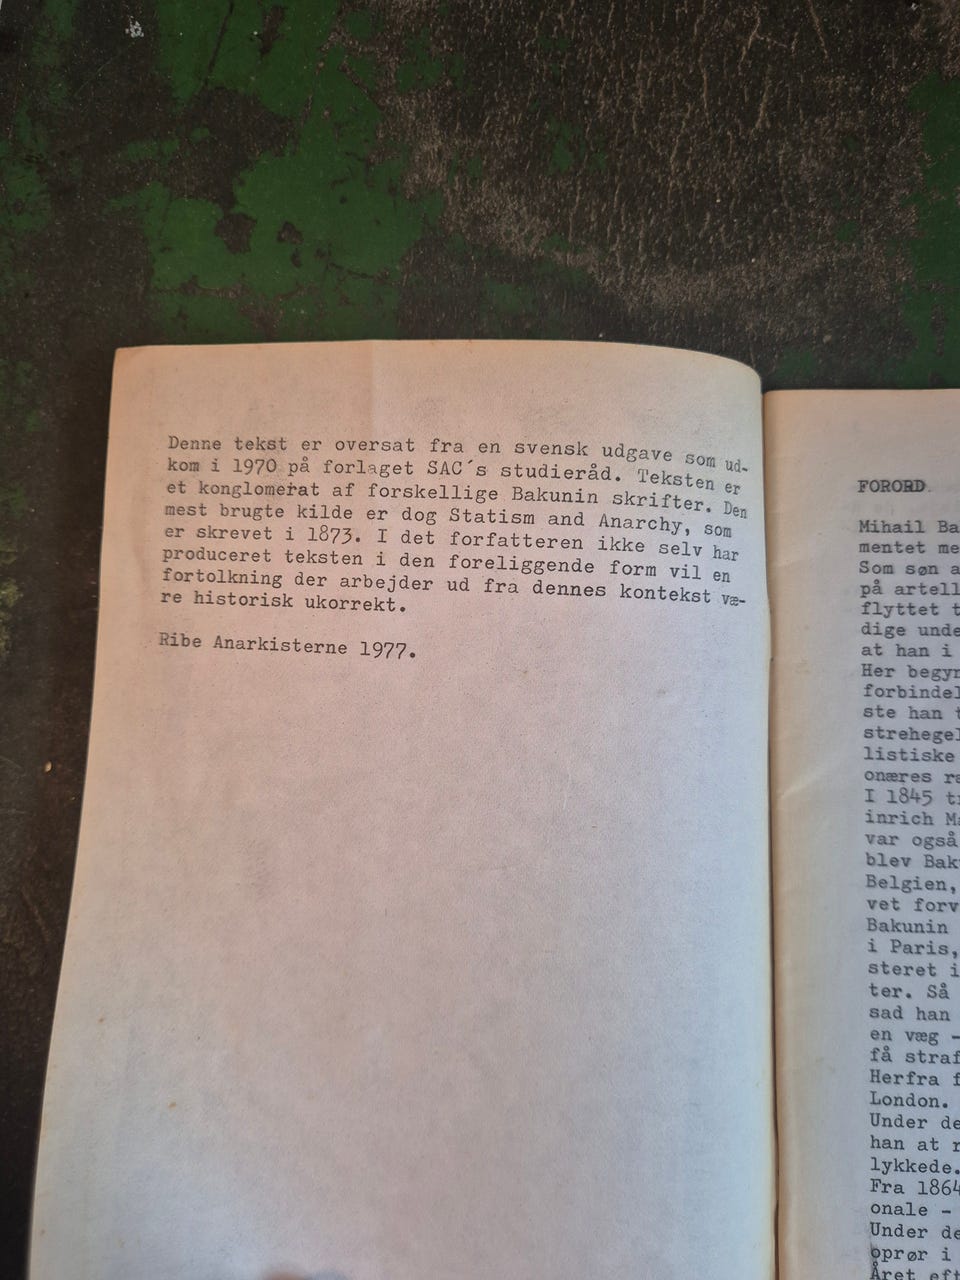 Denne tekst er oversat fra en svensk udgave som ud-
kom i 1970 på forlaget SAC´s studieråd. Teksten er
et konglomerat af forskellige Bakunin skrifter. Den
mest brugte kilde er dog Statism and Anarchy, som
er skrevet i 1873. I det forfatteren ikke selv har
produceret teksten i den foreliggende form vil en
fortolkning der arbejder ud fra dennes kontekst væ-
re historisk ukorrekt.
Ribe Anarkisterne 1977.
FORORD
Mihail Ba
mentet me
Som søn a
på artell
flyttet t
dige unde
at han i
Her begyn
forbindel
ste han t
strehegel
listiske
onæres ræ
I 1845 t
inrich Ma
var også
blev Bak
Belgien,
vet forv
Bakunin
i Paris,
steret i
ter. Så
sad han
en væg -
få straf
Herfra f
London.
Under de
han at r
lykkede.
Fra 1864
onale -
Under de
oprør i
Året eft